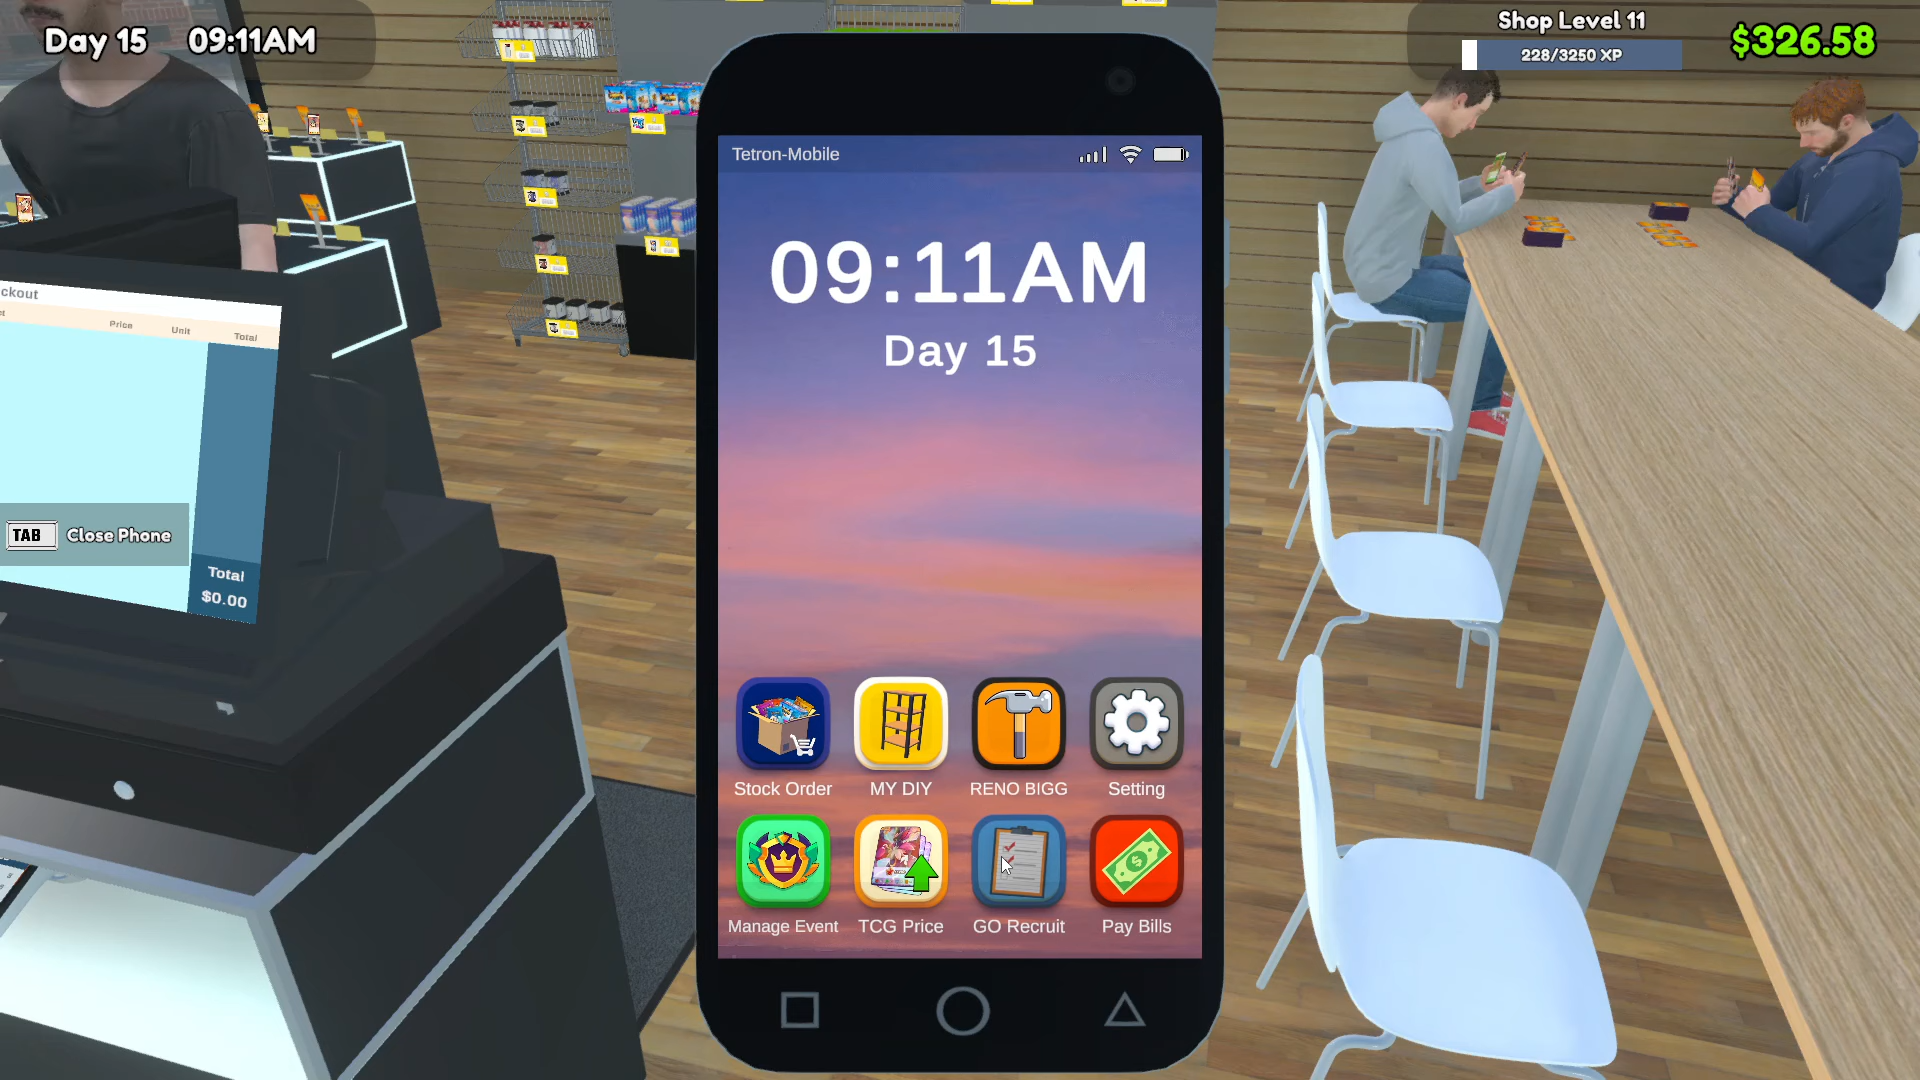 Day 15 09:11AM
Shop Level 11
228/3250 XP
$326.58
Tetron-Mobile
09:11AM
Day 15
ckout
Price Unit Total
TAB Close Phone
Total
$0.00
Stock Order MY DIY RENO BIGG Setting
Manage Event TCG Price GO Recruit Pay Bills